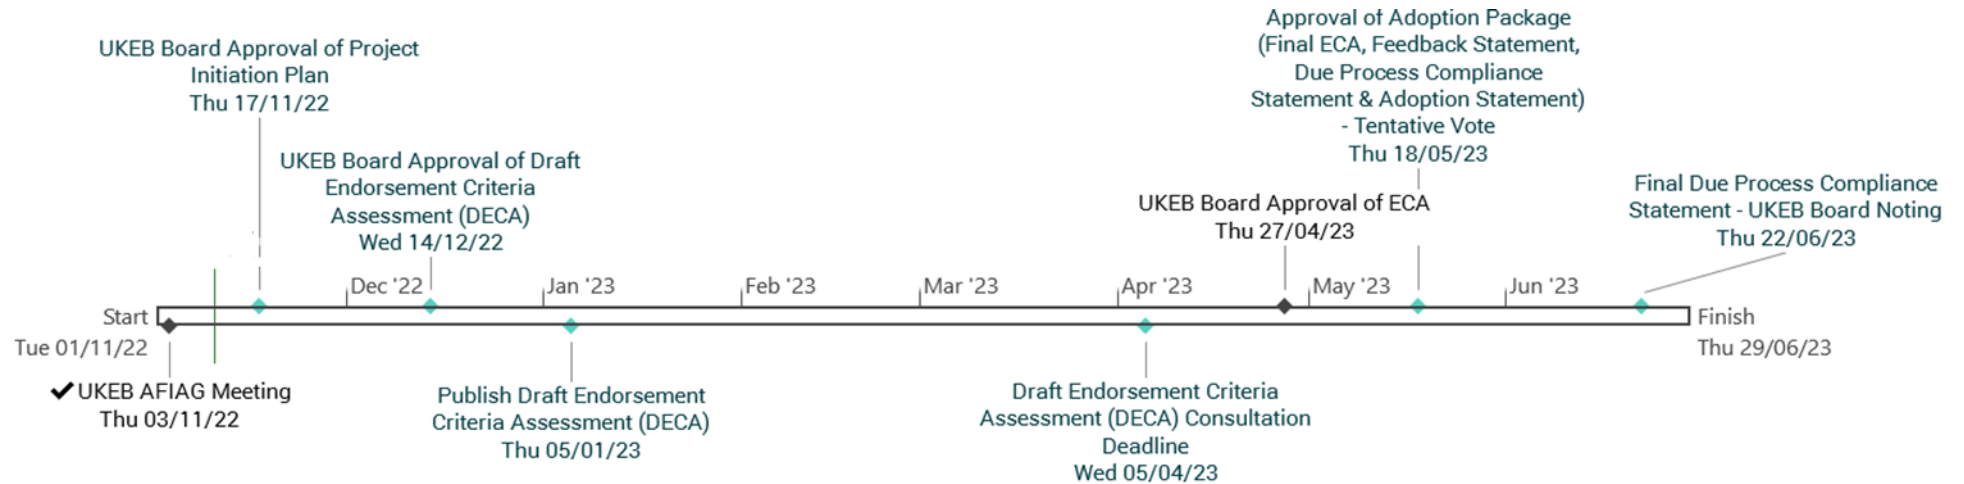 Approval of Adoption Package
(Final ECA, Feedback Statement,
Due Process Compliance
Statement & Adoption Statement)
- Tentative Vote
Thu 18/05/23
UKEB Board Approval of Project
Initiation Plan
Thu 17/11/22
UKEB Board Approval of Draft
Endorsement Criteria
Assessment (DECA)
Wed 14/12/22
UKEB Board Approval of ECA
Thu 27/04/23
Final Due Process Compliance
Statement - UKEB Board Noting
Thu 22/06/23
Dec '22
Jan '23
Feb '23
Mar '23
Apr '23
May '23
Jun '23
Start
Tue 01/11/22
Finish
Thu 29/06/23
UKEB AFIAG Meeting
Thu 03/11/22
Publish Draft Endorsement
Criteria Assessment (DECA)
Thu 05/01/23
Draft Endorsement Criteria
Assessment (DECA) Consultation
Deadline
Wed 05/04/23